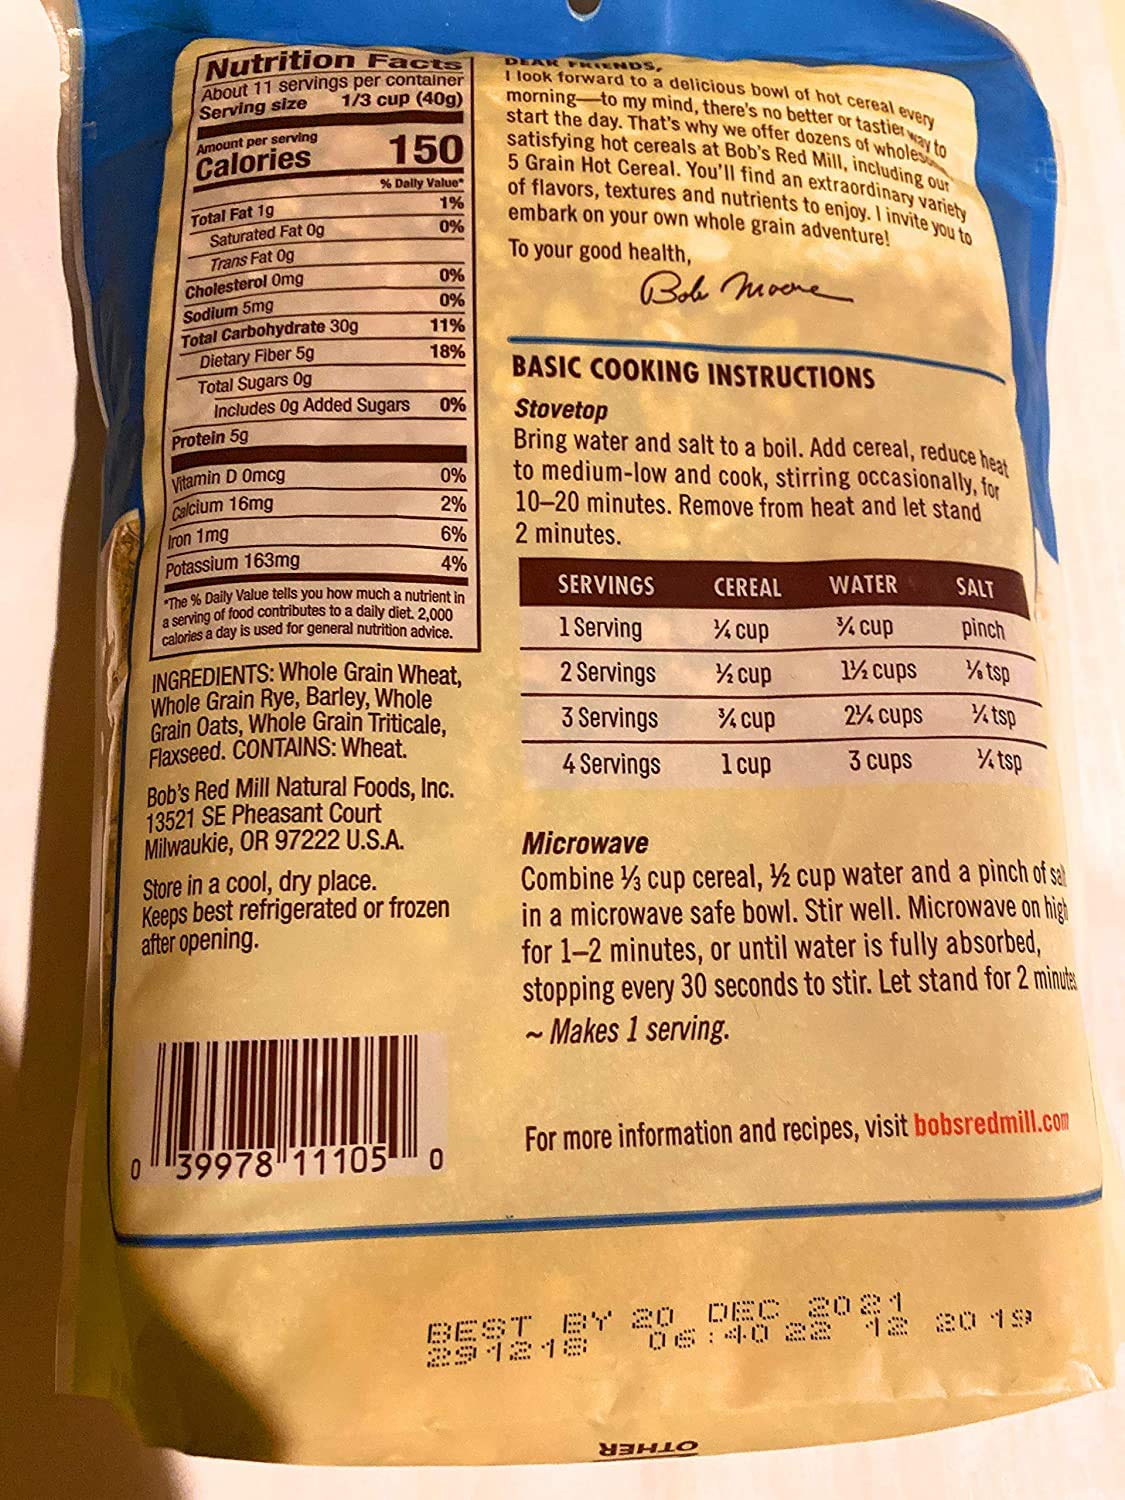 Nutrition Facts
About 11 servings per container
Serving size 1/3 cup (40g)
Amount per serving
Calories 150
% Daily Value*
Total Fat 1g 1%
Saturated Fat 0g 0%
Trans Fat 0g
Cholesterol 0mg 0%
Sodium 5mg 0%
Total Carbohydrate 30g 11%
Dietary Fiber 5g 18%
Total Sugars 0g
Includes 0g Added Sugars 0%
Protein 5g
Vitamin D 0mcg 0%
Calcium 16mg 2%
Iron 1mg 6%
Potassium 163mg 4%
*The % Daily Value tells you how much a nutrient in
a serving of food contributes to a daily diet. 2,000
calories a day is used for general nutrition advice.
INGREDIENTS: Whole Grain Wheat,
Whole Grain Rye, Barley, Whole
Grain Oats, Whole Grain Triticale,
Flaxseed. CONTAINS: Wheat.
Bob's Red Mill Natural Foods, Inc.
13521 SE Pheasant Court
Milwaukie, OR 97222 U.S.A.
Store in a cool, dry place.
Keeps best refrigerated or frozen
after opening.
0 39978 11105 0
DEAR FRIENDS,
I look forward to a delicious bowl of hot cereal every
morning—to my mind, there's no better or tastier way to
start the day. That's why we offer dozens of
satisfying hot cereals at Bob's Red Mill, including our
5 Grain Hot Cereal. You'll find an extraordinary variety
of flavors, textures and nutrients to enjoy. I invite you to
embark on your own whole grain adventure!
To your good health,
Bob Moore
BASIC COOKING INSTRUCTIONS
Stovetop
Bring water and salt to a boil. Add cereal, reduce heat
to medium-low and cook, stirring occasionally, for
10–20 minutes. Remove from heat and let stand
2 minutes.
SERVINGS CEREAL WATER SALT
1 Serving ¼ cup ¾ cup pinch
2 Servings ½ cup 1½ cups ⅛ tsp
3 Servings ¾ cup 2¼ cups ¼ tsp
4 Servings 1 cup 3 cups ¼ tsp
Microwave
Combine ⅓ cup cereal, ½ cup water and a pinch of salt
in a microwave safe bowl. Stir well. Microwave on high
for 1–2 minutes, or until water is fully absorbed,
stopping every 30 seconds to stir. Let stand for 2 minutes
~ Makes 1 serving.
For more information and recipes, visit bobsredmill.com
BEST BY 20 DEC 2021
291218 06:40 22 12 2019
OTHER